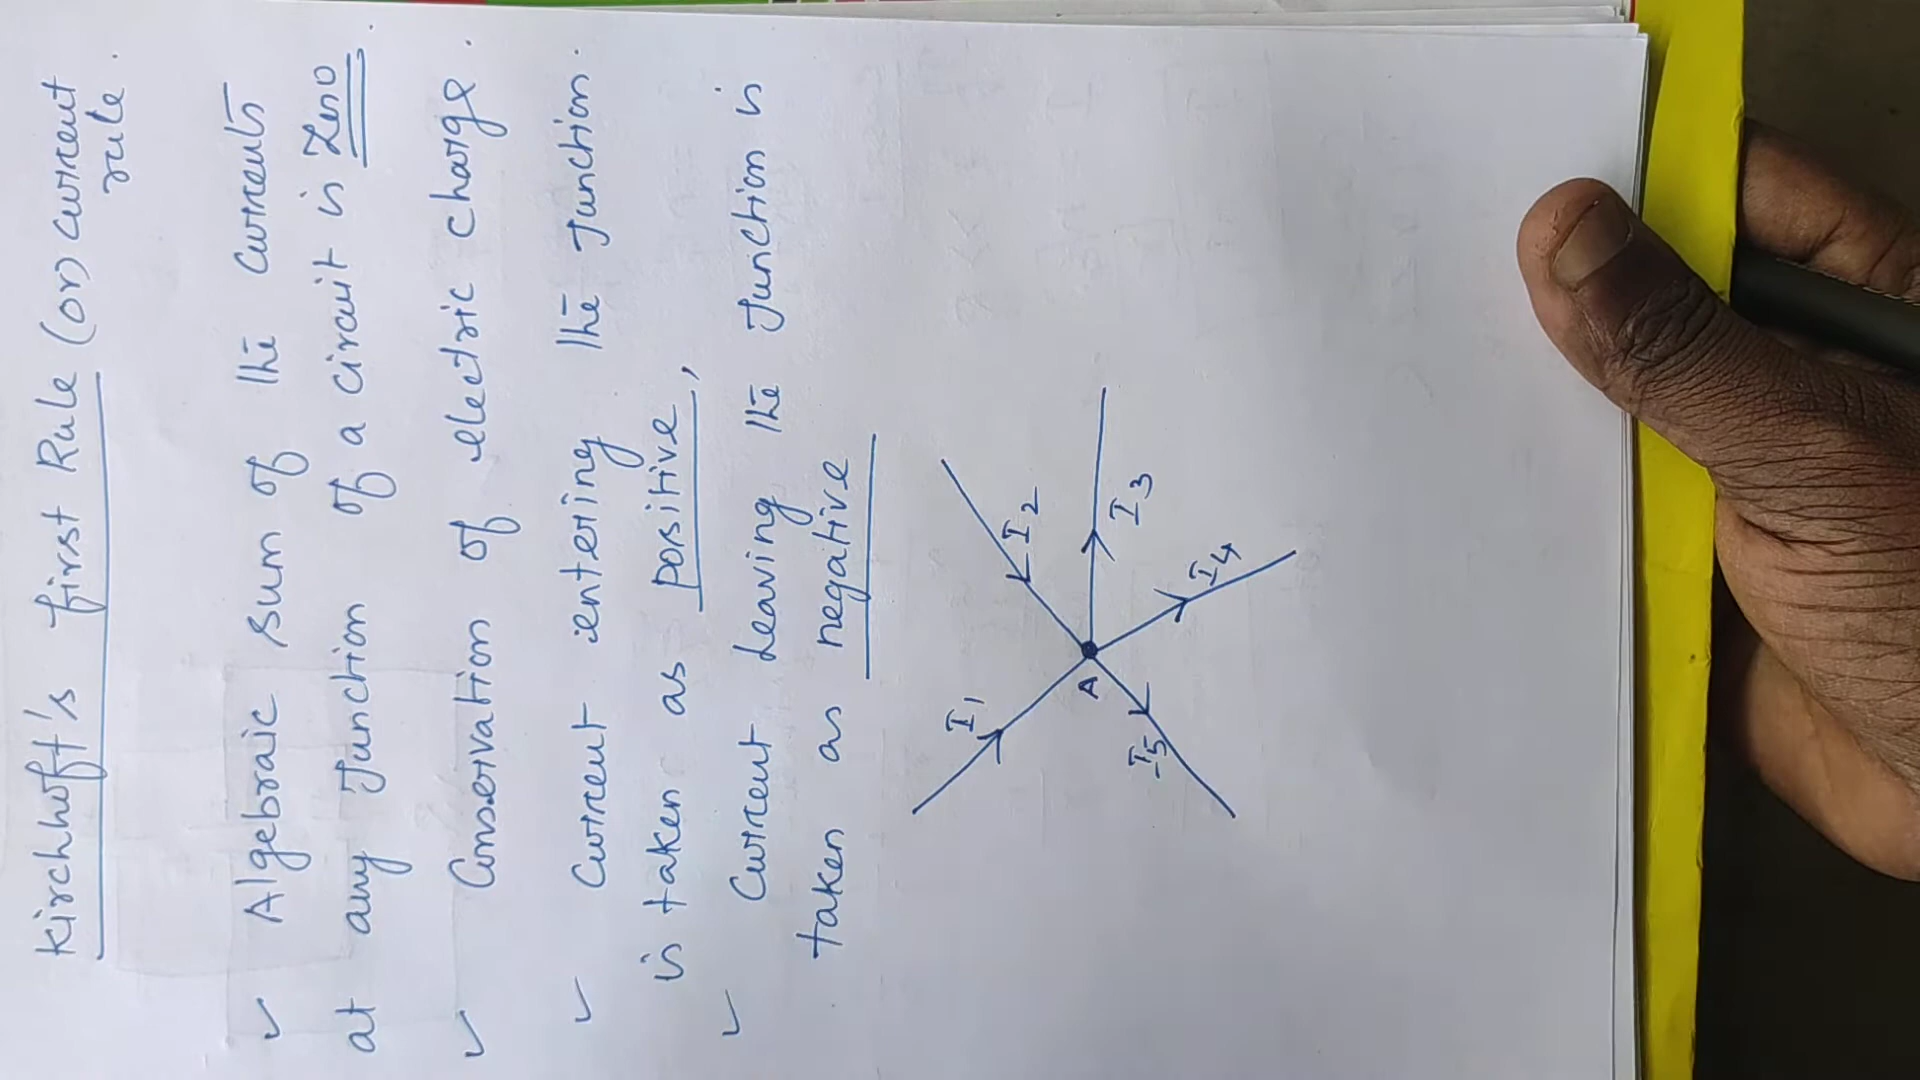 Kirchhoff's first Rule (or) current
rule.
✓ Algebraic sum of the currents
at any junction of a circuit is zero.
✓ Conservation of electric charge.
✓ Current entering the junction.
is taken as positive,
✓ Current Leaving the junction is
taken as negative
I1
I2
A
I3
I5
I4